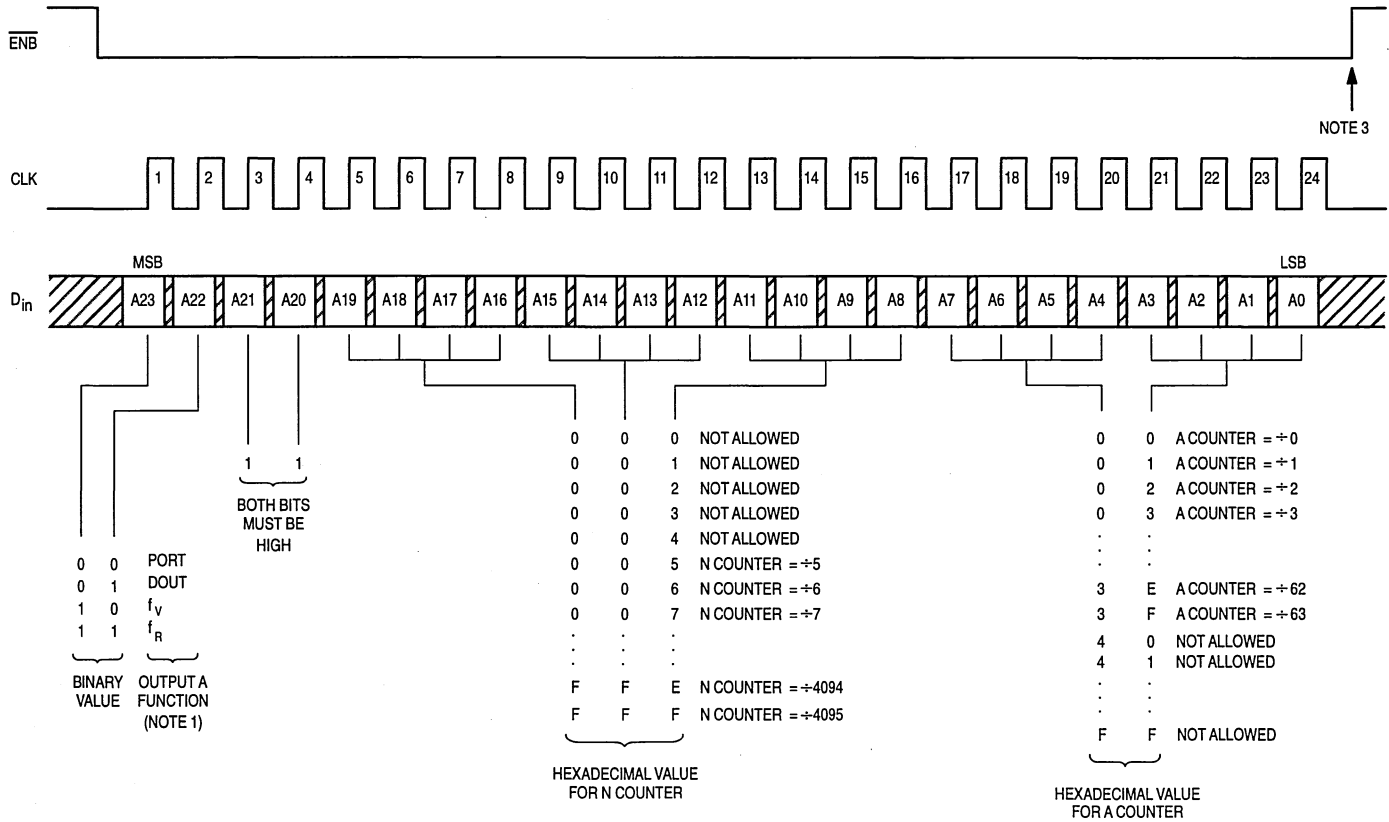 ENB
NOTE 3
CLK
1 2 3 4 5 6 7 8 9 10 11 12 13 14 15 16 17 18 19 20 21 22 23 24
MSB
LSB
Din
A23 A22 A21 A20 A19 A18 A17 A16 A15 A14 A13 A12 A11 A10 A9 A8 A7 A6 A5 A4 A3 A2 A1 A0
1 1
BOTH BITS
MUST BE
HIGH
0 0 PORT
0 1 DOUT
1 0 fV
1 1 fR
BINARY
VALUE
OUTPUT A
FUNCTION
(NOTE 1)
0 0 0 NOT ALLOWED
0 0 1 NOT ALLOWED
0 0 2 NOT ALLOWED
0 0 3 NOT ALLOWED
0 0 4 NOT ALLOWED
0 0 5 N COUNTER = ÷5
0 0 6 N COUNTER = ÷6
0 0 7 N COUNTER = ÷7
. . .
. . .
. . .
F F E N COUNTER = ÷4094
F F F N COUNTER = ÷4095
HEXADECIMAL VALUE
FOR N COUNTER
0 0 A COUNTER = ÷0
0 1 A COUNTER = ÷1
0 2 A COUNTER = ÷2
0 3 A COUNTER = ÷3
. .
. .
. .
3 E A COUNTER = ÷62
3 F A COUNTER = ÷63
4 0 NOT ALLOWED
4 1 NOT ALLOWED
. .
. .
. .
F F NOT ALLOWED
HEXADECIMAL VALUE
FOR A COUNTER